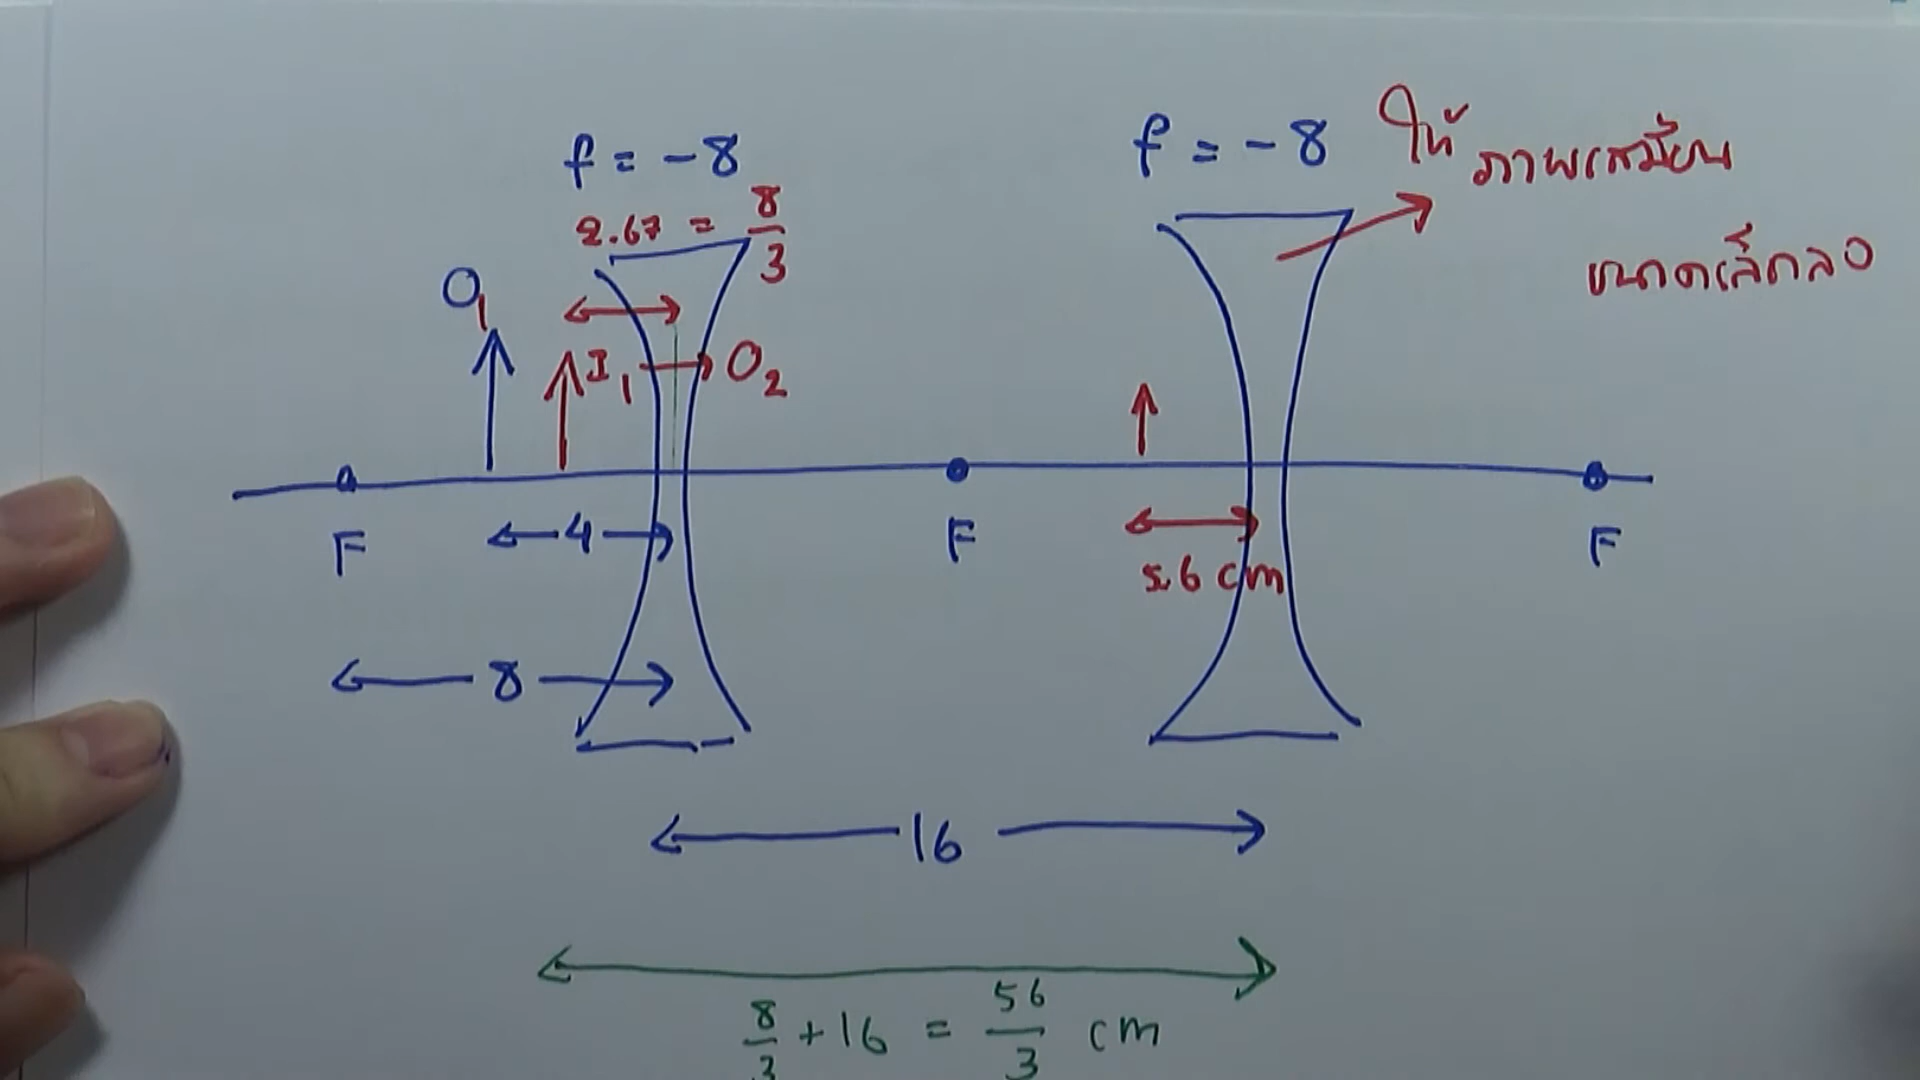 f = -8
f = -8 ให้ ภาพเสมือน
ขนาดเล็กลง
2.67 = 8/3
O1
I1 → O2
F
4
F
F
5.6 cm
8
16
8/3 + 16 = 56/3 cm